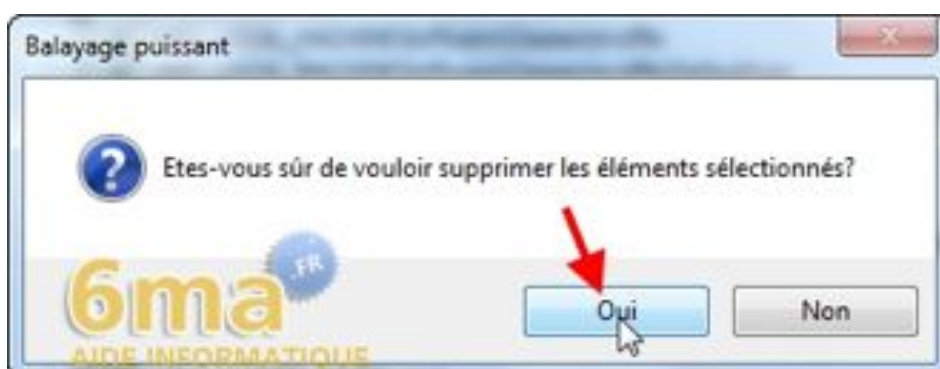 Balayage puissant
Etes-vous sûr de vouloir supprimer les éléments sélectionnés?
6ma
.FR
AIDE INFORMATIQUE
Oui
Non